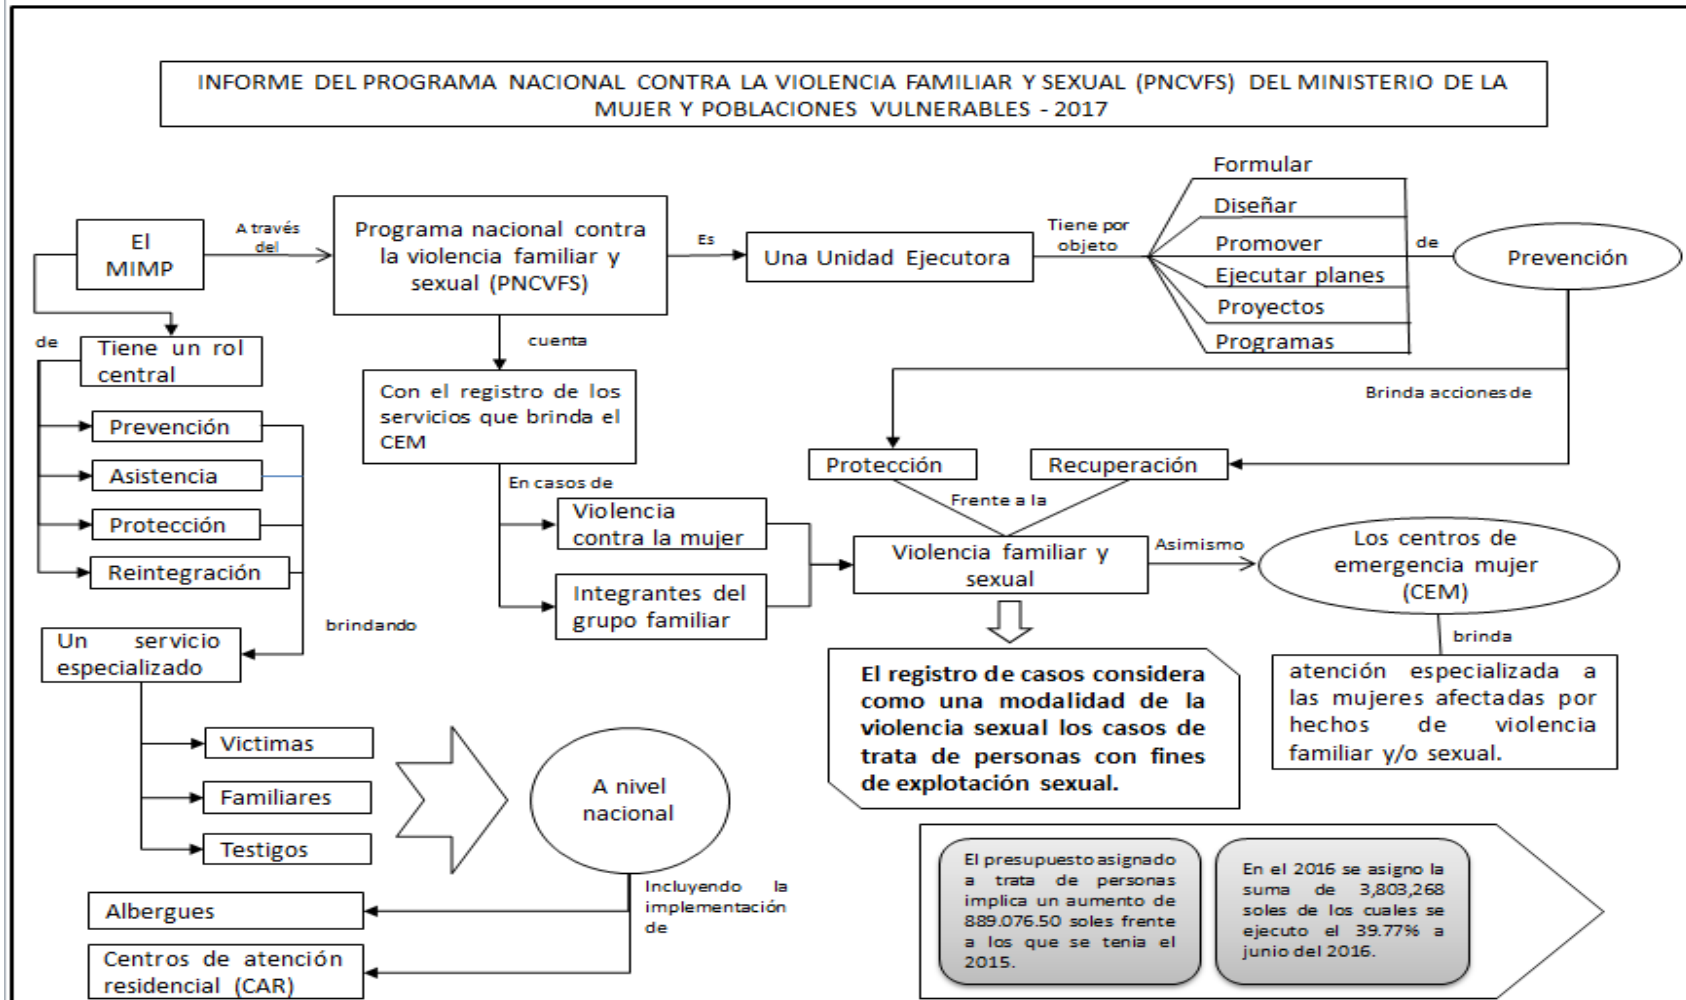 INFORME DEL PROGRAMA NACIONAL CONTRA LA VIOLENCIA FAMILIAR Y SEXUAL (PNCVFS) DEL MINISTERIO DE LA
MUJER Y POBLACIONES VULNERABLES - 2017
El
MIMP
A través
del
Programa nacional contra
la violencia familiar y
sexual (PNCVFS)
Es
Una Unidad Ejecutora
Tiene por
objeto
Formular
Diseñar
Promover
Ejecutar planes
Proyectos
Programas
de
Prevención
de
Tiene un rol
central
Prevención
Asistencia
Protección
Reintegración
brindando
Un servicio
especializado
Victimas
Familiares
Testigos
A nivel
nacional
Incluyendo la
implementación
de
Albergues
Centros de atención
residencial (CAR)
cuenta
Con el registro de los
servicios que brinda el
CEM
En casos de
Violencia
contra la mujer
Integrantes del
grupo familiar
Brinda acciones de
Protección
Recuperación
Frente a la
Violencia familiar y
sexual
Asimismo
Los centros de
emergencia mujer
(CEM)
brinda
atención especializada a
las mujeres afectadas por
hechos de violencia
familiar y/o sexual.
El registro de casos considera
como una modalidad de la
violencia sexual los casos de
trata de personas con fines
de explotación sexual.
El presupuesto asignado
a trata de personas
implica un aumento de
889.076.50 soles frente
a los que se tenia el
2015.
En el 2016 se asigno la
suma de 3,803,268
soles de los cuales se
ejecuto el 39.77% a
junio del 2016.